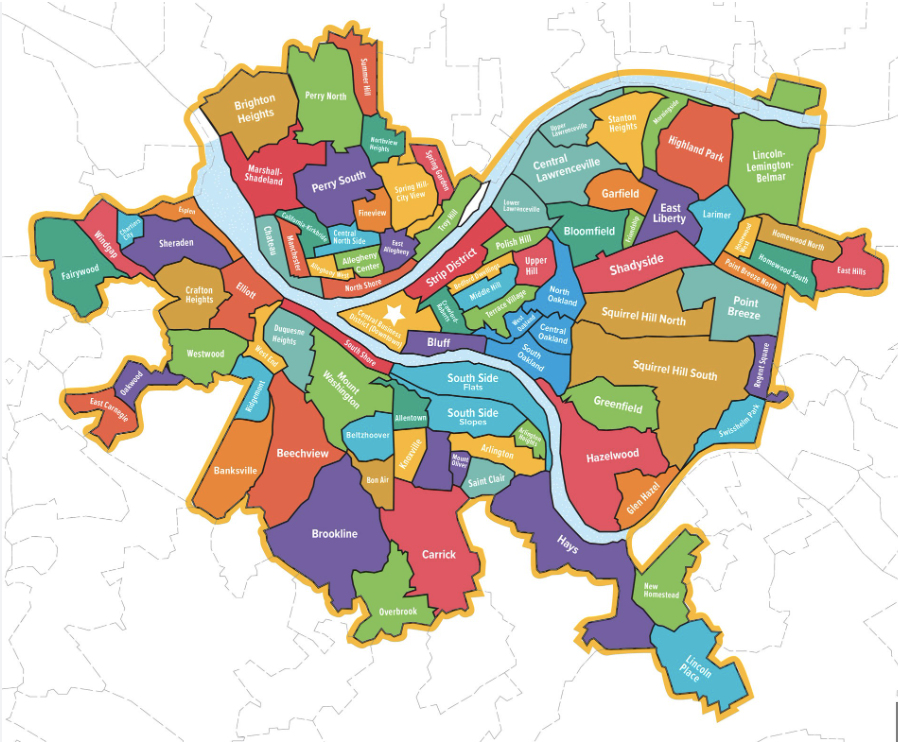 Summer Hill
Perry North
Brighton
Heights
Northview
Heights
Spring Garden
Marshall-
Shadeland
Perry South
Spring Hill-
City View
Fineview
Troy Hill
California-Kirkbride
Central
North Side
East
Allegheny
Chateau
Manchester
Allegheny West
Allegheny
Center
North Shore
Upper
Lawrenceville
Stanton
Heights
Morningside
Highland Park
Lincoln-
Lemington-
Belmar
Central
Lawrenceville
Lower
Lawrenceville
Garfield
East
Liberty
Larimer
Bloomfield
Friendship
Homewood
West
Homewood North
Homewood South
East Hills
Point Breeze North
Shadyside
Polish Hill
Strip District
Upper
Hill
Bedford Dwellings
Middle Hill
Crawford-
Roberts
Terrace Village
North
Oakland
West
Oakland
Central
Oakland
South
Oakland
Squirrel Hill North
Point
Breeze
Squirrel Hill South
Regent Square
Swisshelm Park
Greenfield
Hazelwood
Glen Hazel
Central Business
District (Downtown)
Bluff
Esplen
Chartiers
City
Windgap
Sheraden
Fairywood
Crafton
Heights
Elliott
Westwood
West End
Duquesne
Heights
South Shore
Oakwood
Ridgemont
East Carnegie
Mount
Washington
South Side
Flats
South Side
Slopes
Allentown
Arlington
Heights
Beltzhoover
Knoxville
Mount
Oliver
Arlington
Banksville
Beechview
Bon Air
Saint Clair
Brookline
Carrick
Hays
Overbrook
New
Homestead
Lincoln
Place